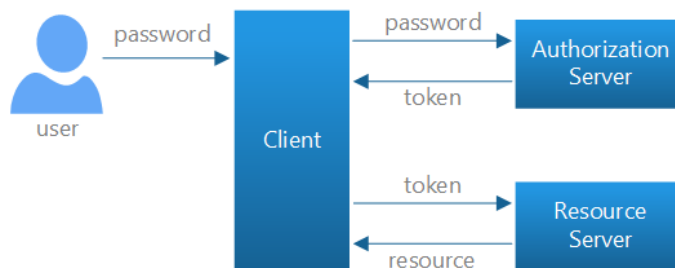 password
user
Client
password
Authorization
Server
token
token
Resource
Server
resource